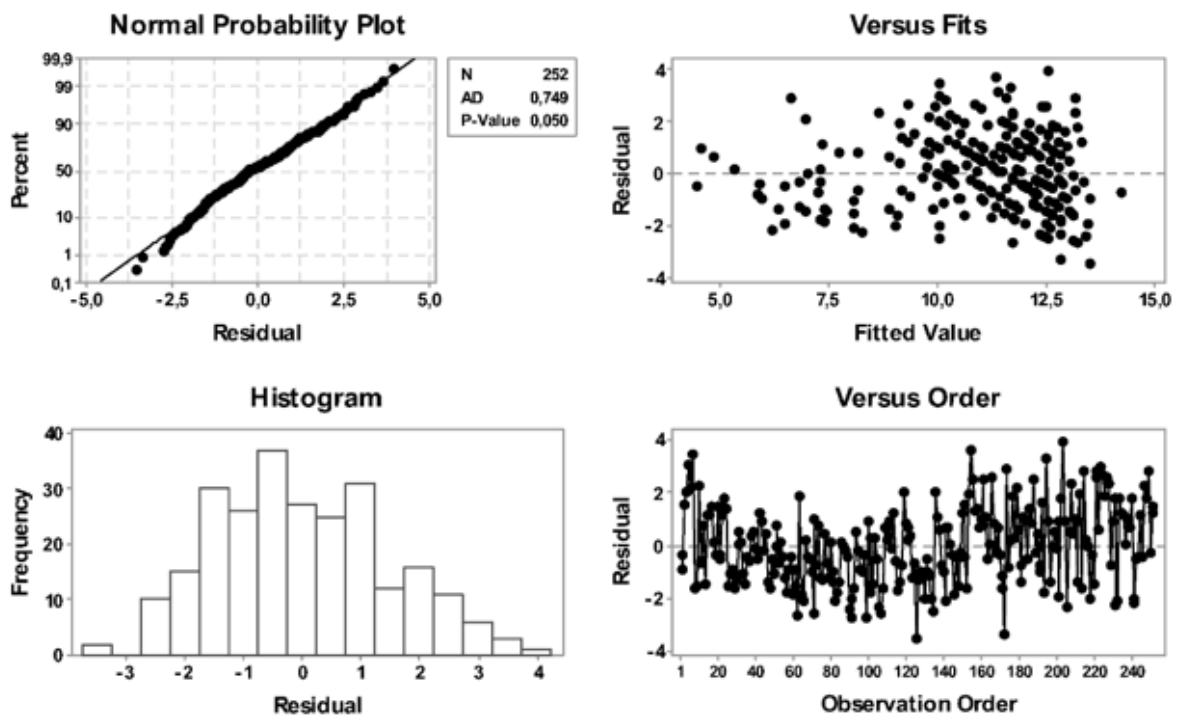 Normal Probability Plot
Percent
99,9
99
90
50
10
1
0,1
-5,0 -2,5 0,0 2,5 5,0
Residual
N 252
AD 0,749
P-Value 0,050
Versus Fits
Residual
4
2
0
-2
-4
5,0 7,5 10,0 12,5 15,0
Fitted Value
Histogram
Frequency
40
30
20
10
0
-3 -2 -1 0 1 2 3 4
Residual
Versus Order
Residual
4
2
0
-2
-4
1 20 40 60 80 100 120 140 160 180 200 220 240
Observation Order